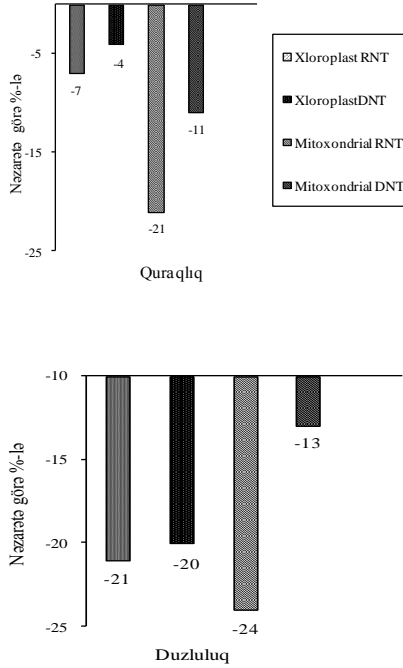 Nəzarətə görə %-lə
-5
-15
-25
-7
-4
-21
-11
Quraqlıq
Xloroplast RNT
XloroplastDNT
Mitoxondrial RNT
Mitoxondrial DNT
Nəzarətə görə %-lə
-10
-15
-20
-25
-21
-20
-24
-13
Duzluluq